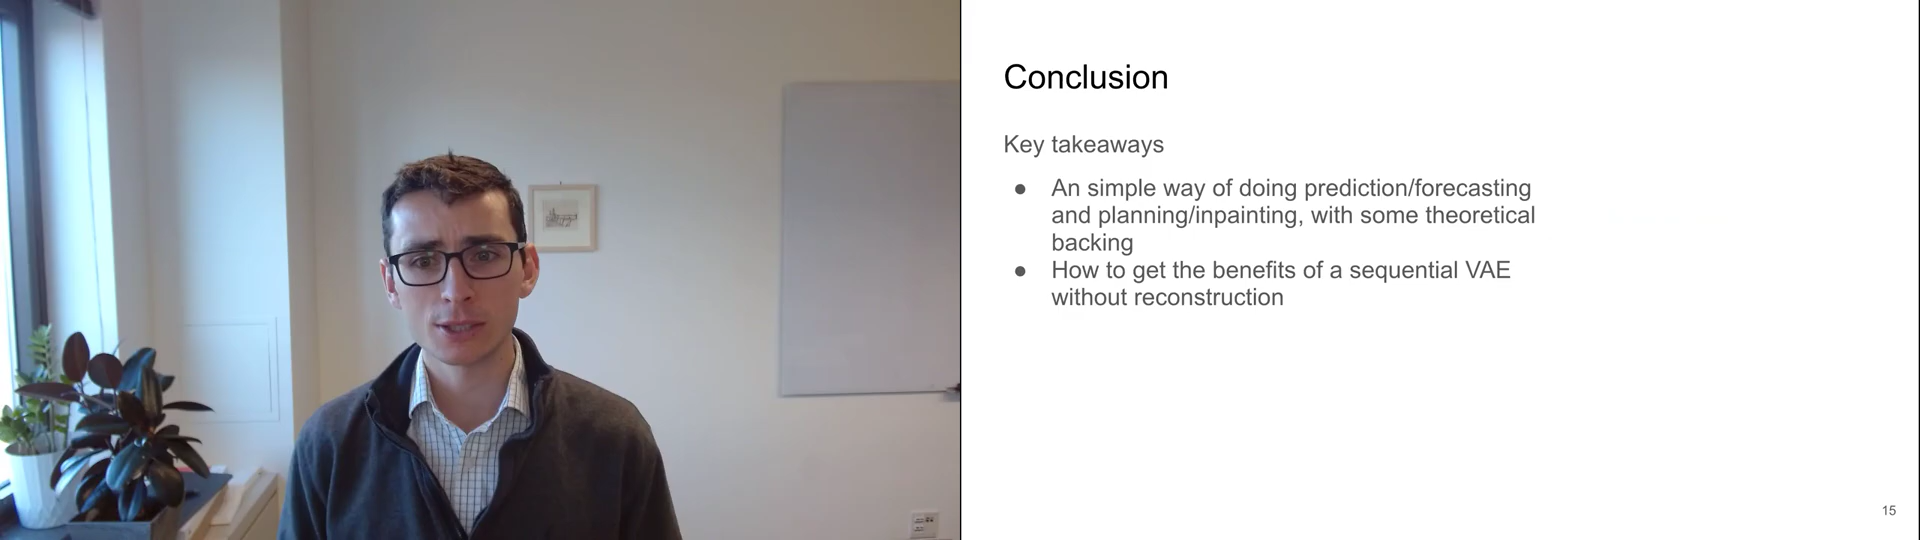 Conclusion
Key takeaways
● An simple way of doing prediction/forecasting
and planning/inpainting, with some theoretical
backing
● How to get the benefits of a sequential VAE
without reconstruction
15